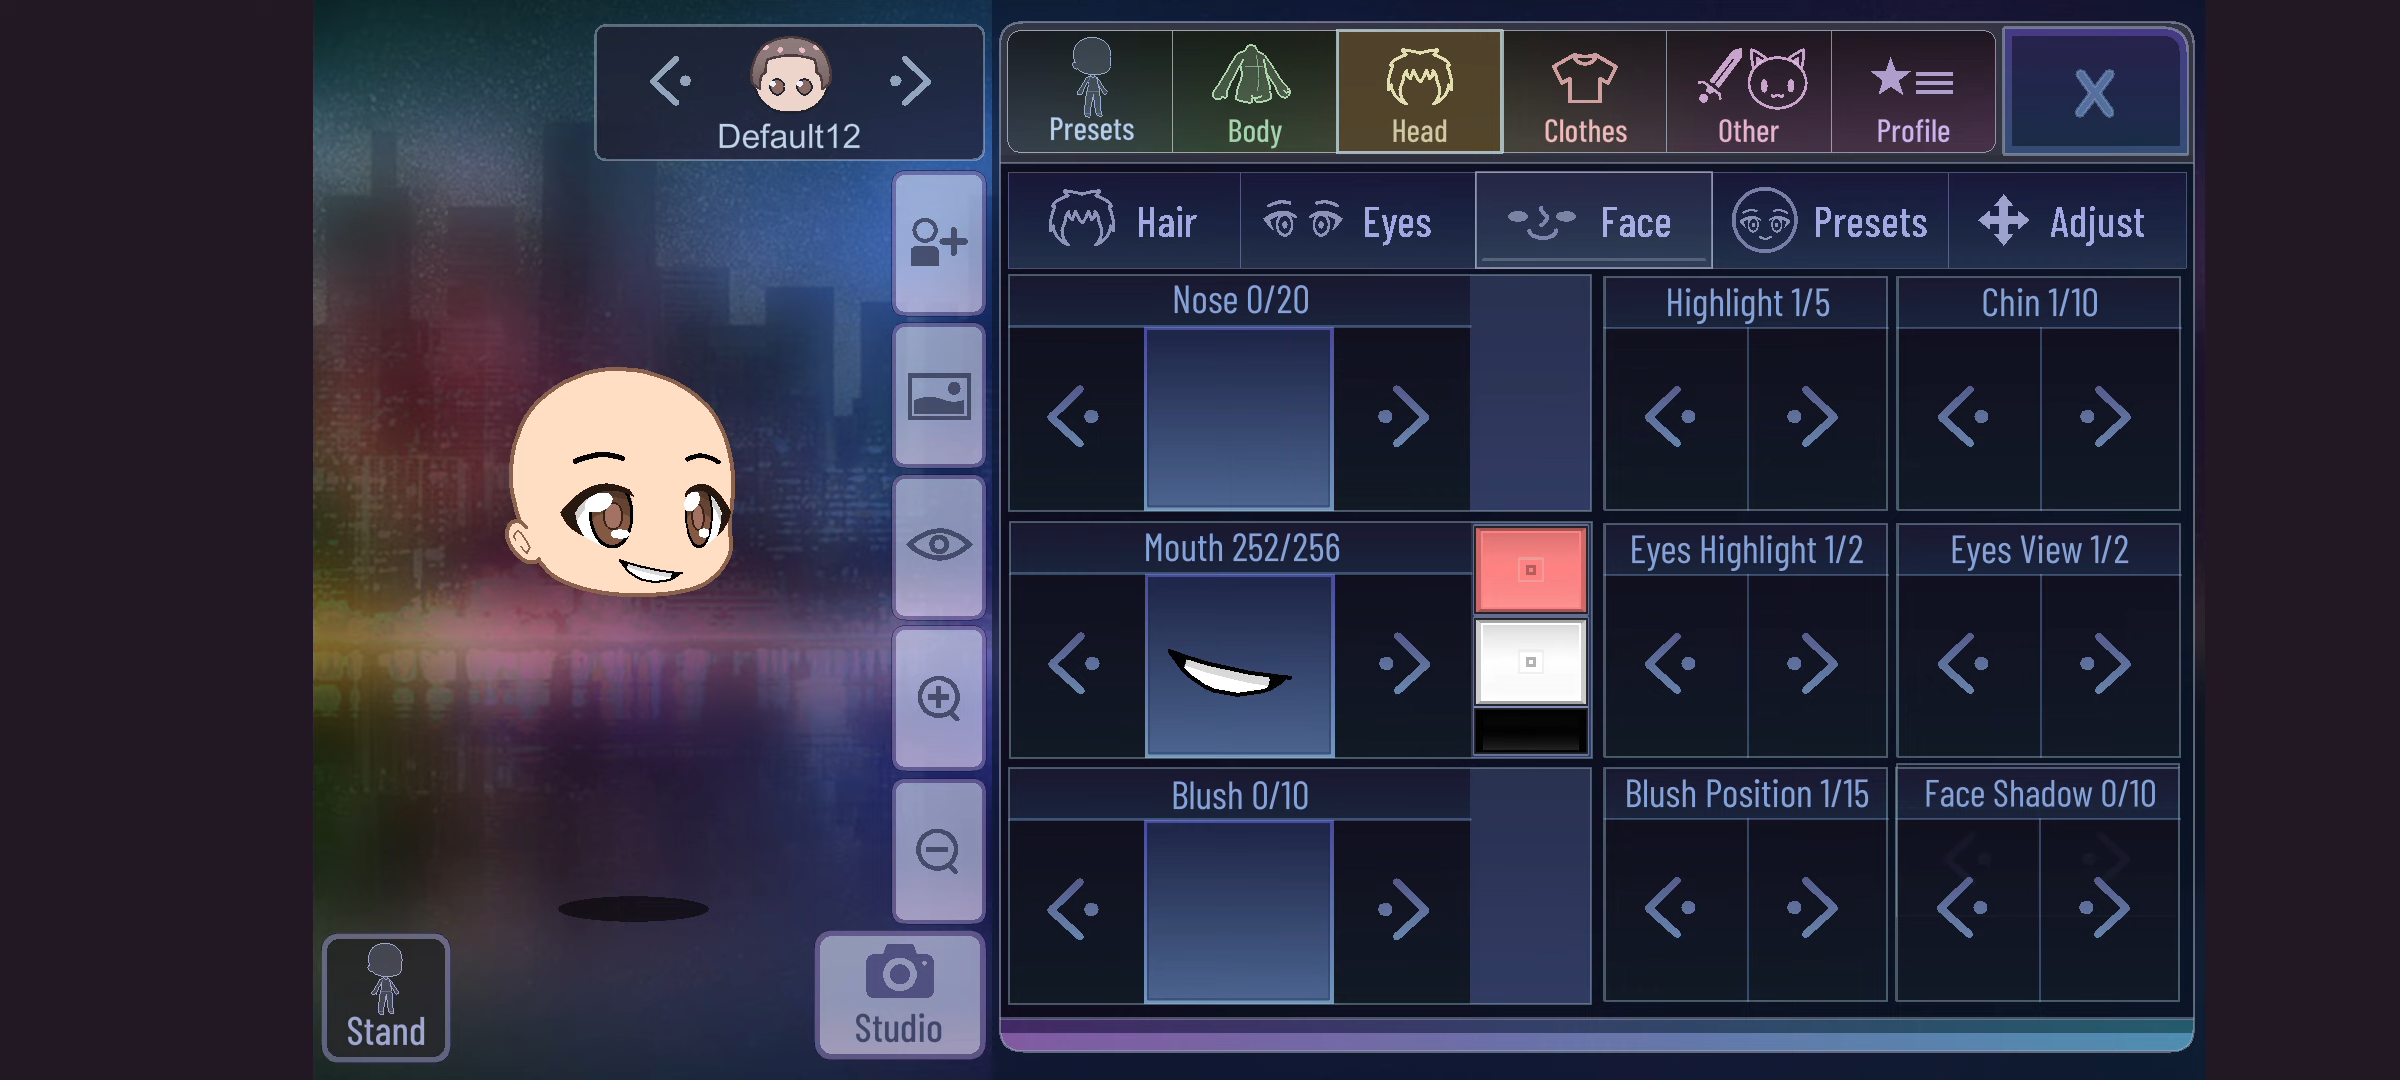 Default12
Presets
Body
Head
Clothes
Other
Profile
X
Hair
Eyes
Face
Presets
Adjust
Nose 0/20
Highlight 1/5
Chin 1/10
Mouth 252/256
Eyes Highlight 1/2
Eyes View 1/2
Blush 0/10
Blush Position 1/15
Face Shadow 0/10
Stand
Studio